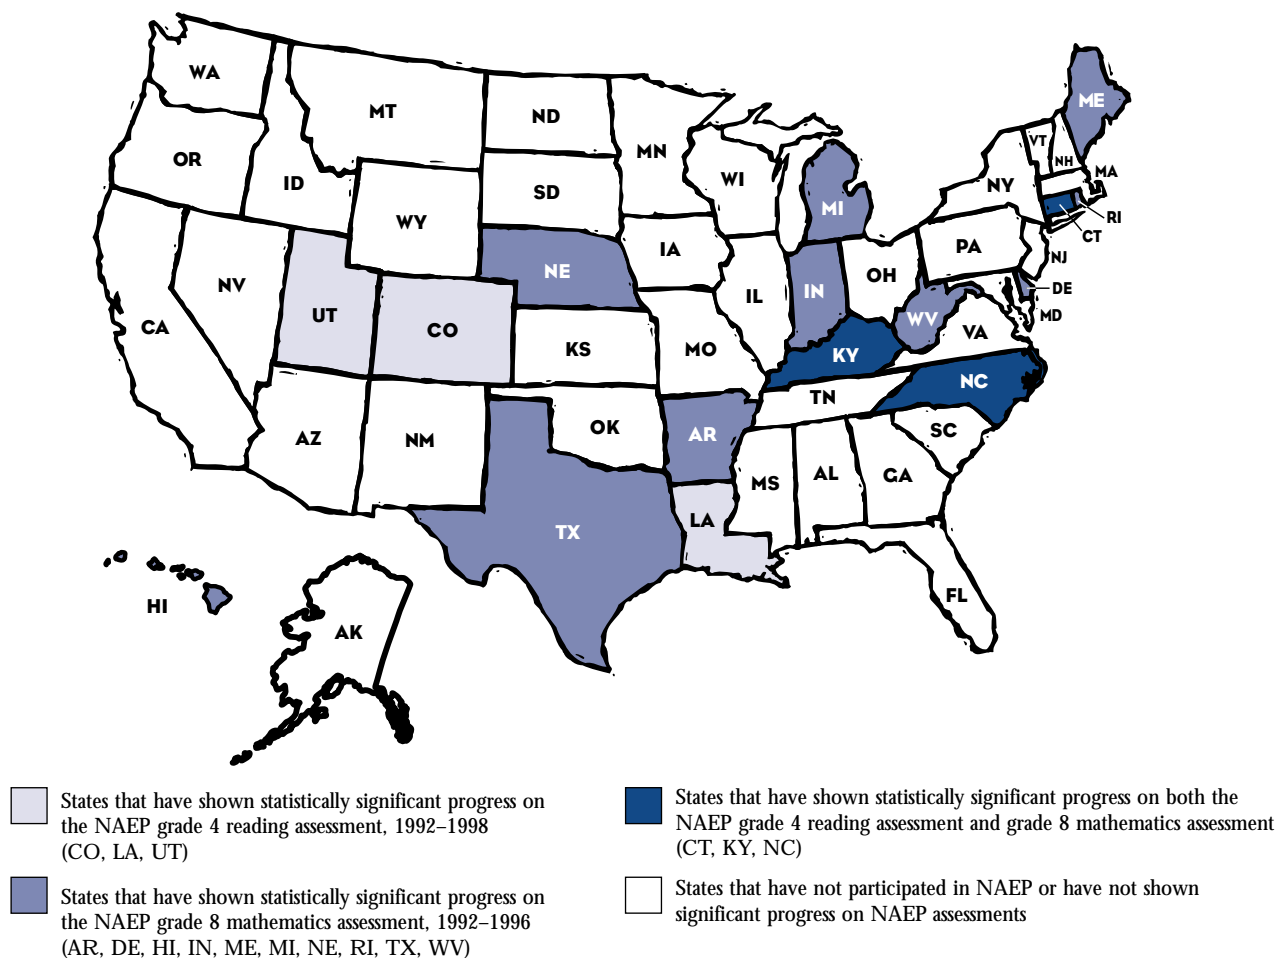 WA
MT
ND
MN
OR
ID
SD
WI
WY
MI
ME
VT
NH
MA
NY
RI
CT
NV
UT
CO
NE
IA
IL
IN
OH
PA
NJ
DE
MD
WV
VA
CA
KS
MO
KY
NC
TN
AZ
NM
OK
AR
SC
MS
AL
GA
TX
LA
FL
HI
AK
States that have shown statistically significant progress on
the NAEP grade 4 reading assessment, 1992–1998
(CO, LA, UT)
States that have shown statistically significant progress on
the NAEP grade 8 mathematics assessment, 1992–1996
(AR, DE, HI, IN, ME, MI, NE, RI, TX, WV)
States that have shown statistically significant progress on both the
NAEP grade 4 reading assessment and grade 8 mathematics assessment
(CT, KY, NC)
States that have not participated in NAEP or have not shown
significant progress on NAEP assessments